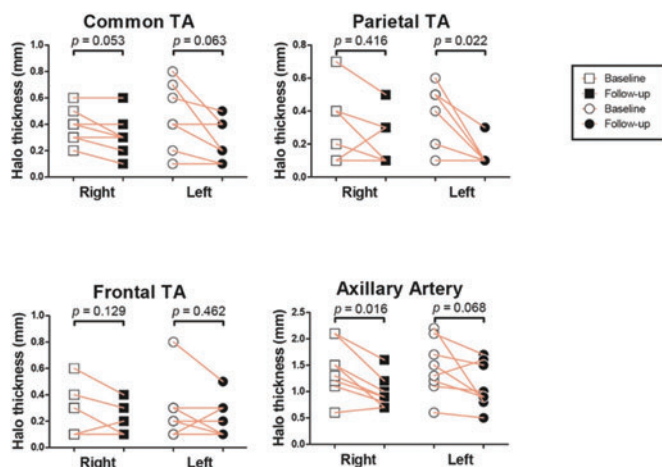 Common TA
p = 0.053
p = 0.063
Halo thickness (mm)
1.0
0.8
0.6
0.4
0.2
0.0
Right
Left
Parietal TA
p = 0.416
p = 0.022
Halo thickness (mm)
0.8
0.6
0.4
0.2
0.0
Right
Left
Baseline
Follow-up
Baseline
Follow-up
Frontal TA
p = 0.129
p = 0.462
Halo thickness (mm)
1.0
0.8
0.6
0.4
0.2
0.0
Right
Left
Axillary Artery
p = 0.016
p = 0.068
Halo thickness (mm)
2.5
2.0
1.5
1.0
0.5
0.0
Right
Left